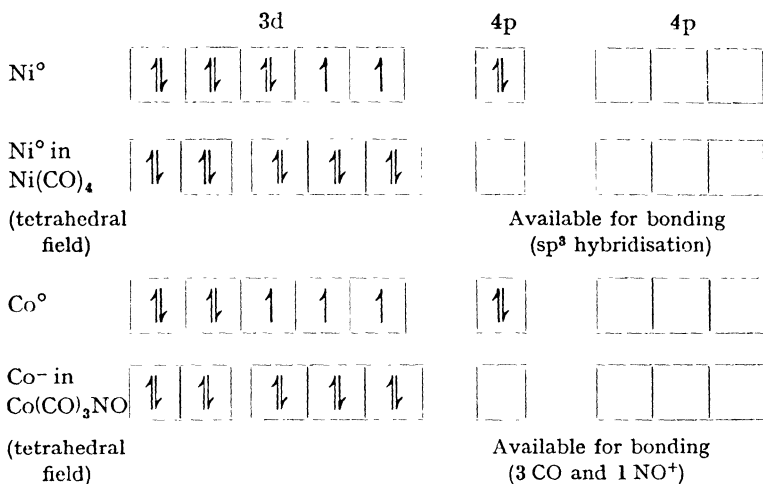 3d 4p 4p
Ni°
Ni° in
Ni(CO)₄
(tetrahedral
field)
Available for bonding
(sp³ hybridisation)
Co°
Co⁻ in
Co(CO)₃NO
(tetrahedral
field)
Available for bonding
(3 CO and 1 NO⁺)